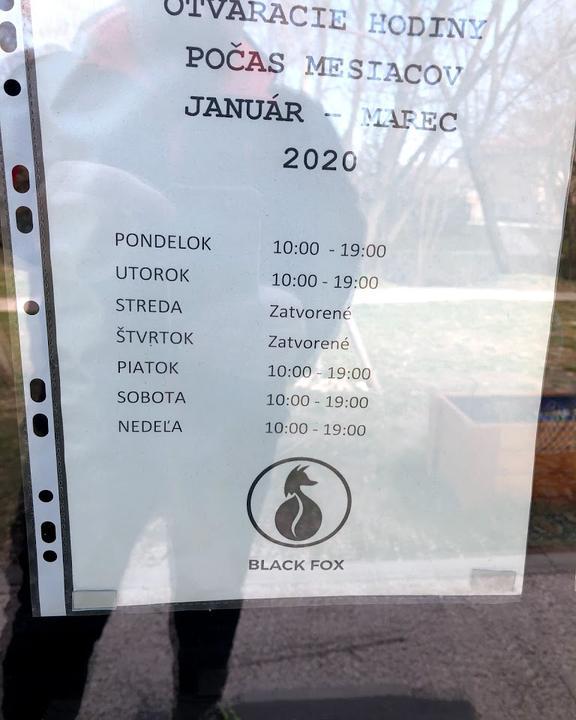 OTVÁRACIE HODINY
POČAS MESIACOV
JANUÁR – MAREC
2020
PONDELOK 10:00 - 19:00
UTOROK 10:00 - 19:00
STREDA Zatvorené
ŠTVRTOK Zatvorené
PIATOK 10:00 - 19:00
SOBOTA 10:00 - 19:00
NEDEĽA 10:00 - 19:00
BLACK FOX